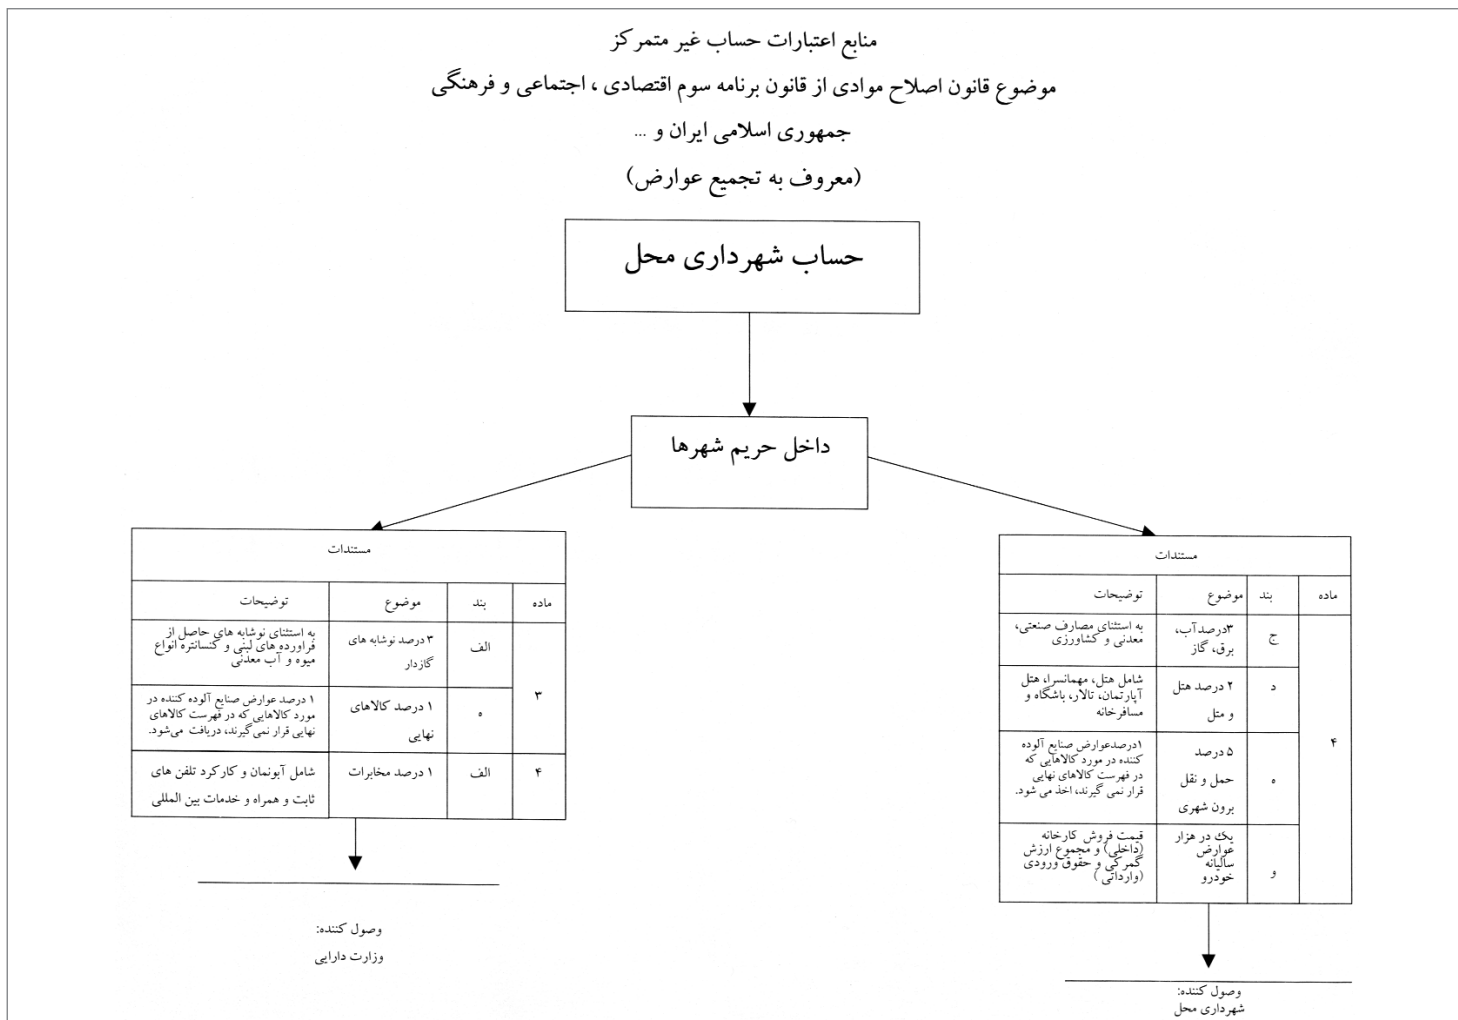 منابع اعتبارات حساب غیر متمرکز
موضوع قانون اصلاح موادی از قانون برنامه سوم اقتصادی ، اجتماعی و فرهنگی
جمهوری اسلامی ایران و ...
(معروف به تجمیع عوارض)
حساب شهرداری محل
داخل حریم شهرها
مستندات
ماده بند موضوع توضیحات
۴
ج
۳درصدآب،
برق، گاز
به استثنای مصارف صنعتی،
معدنی و کشاورزی
د
۲ درصد هتل
و متل
شامل هتل، مهمانسرا، هتل
آپارتمان، تالار، باشگاه و
مسافرخانه
ه
۵ درصد
حمل و نقل
برون شهری
۱درصدعوارض صنایع آلوده
کننده در مورد کالاهایی که
در فهرست کالاهای نهایی
قرار نمی گیرند، اخذ می شود.
و
یک در هزار
عوارض
سالیانه
خودرو
قیمت فروش کارخانه
(داخلی) و مجموع ارزش
گمرکی و حقوق ورودی
(وارداتی )
وصول کننده:
شهرداری محل
مستندات
ماده بند موضوع توضیحات
۳
الف
۳ درصد نوشابه های
گازدار
به استثنای نوشابه های حاصل از
فراورده های لبنی و کنسانتره انواع
میوه و آب معدنی
ه
۱ درصد کالاهای
نهایی
۱ درصد عوارض صنایع آلوده کننده در
مورد کالاهایی که در فهرست کالاهای
نهایی قرار نمی‌گیرند، دریافت می‌شود.
۴
الف
۱ درصد مخابرات
شامل آبونمان و کارکرد تلفن های
ثابت و همراه و خدمات بین المللی
وصول کننده:
وزارت دارایی